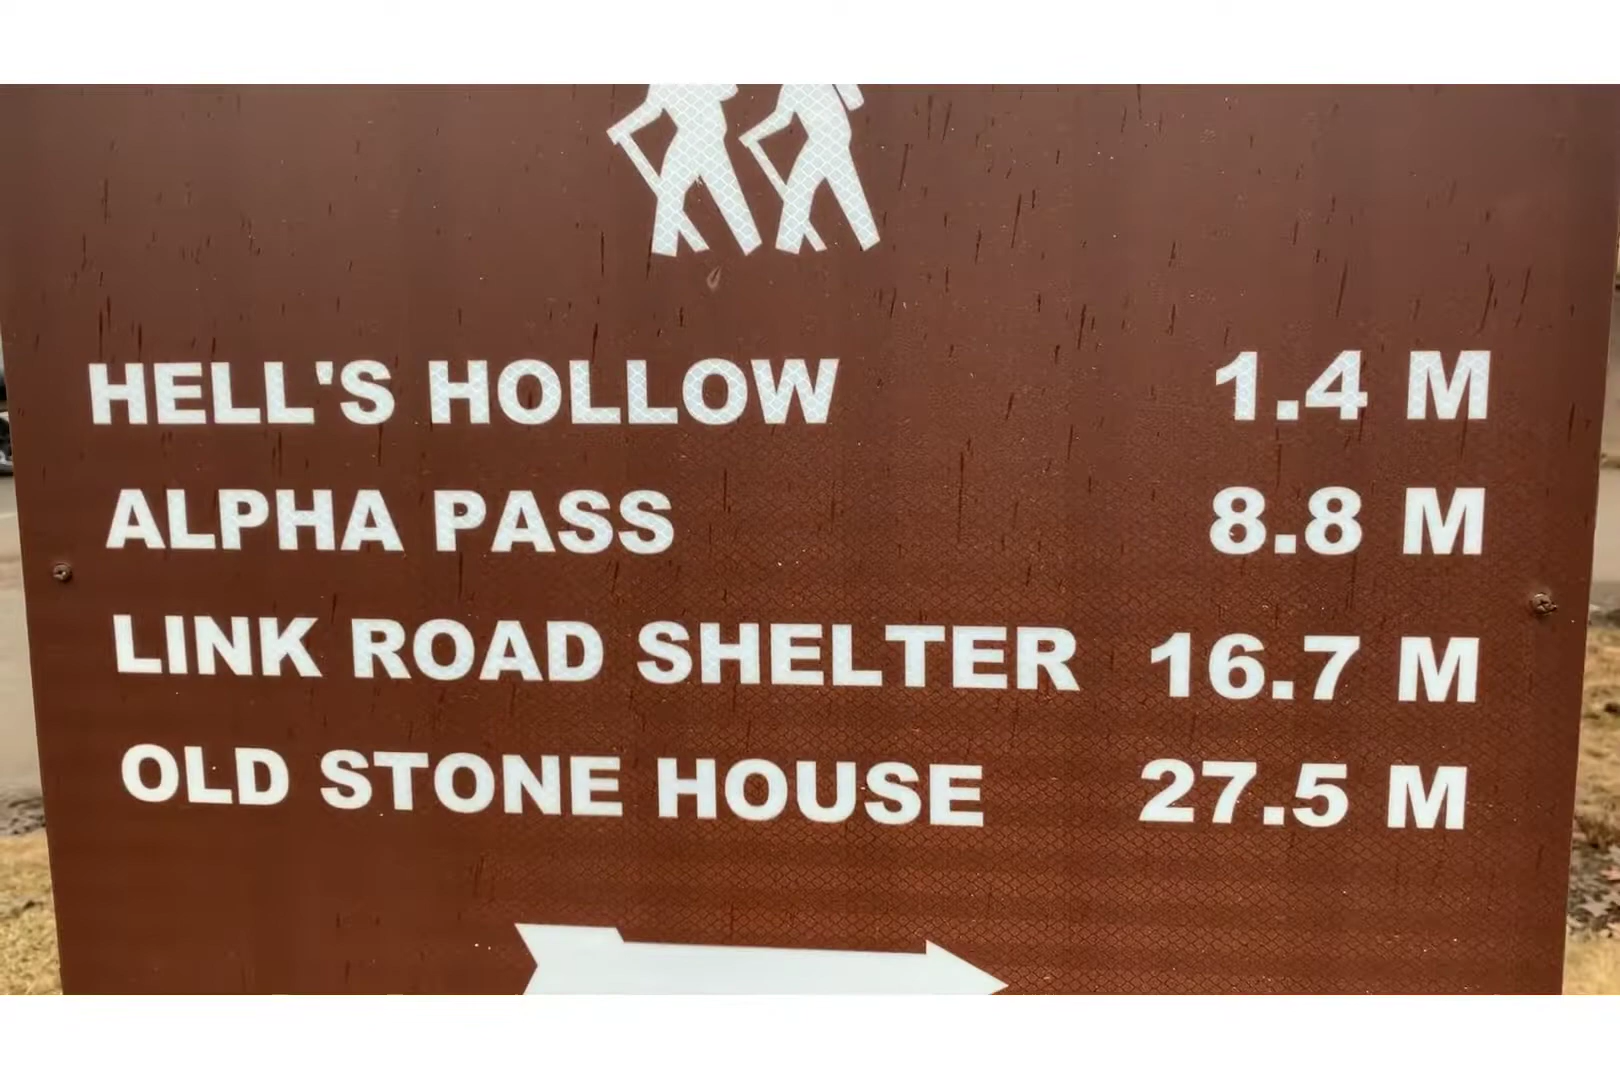 HELL'S HOLLOW 1.4 M
ALPHA PASS 8.8 M
LINK ROAD SHELTER 16.7 M
OLD STONE HOUSE 27.5 M